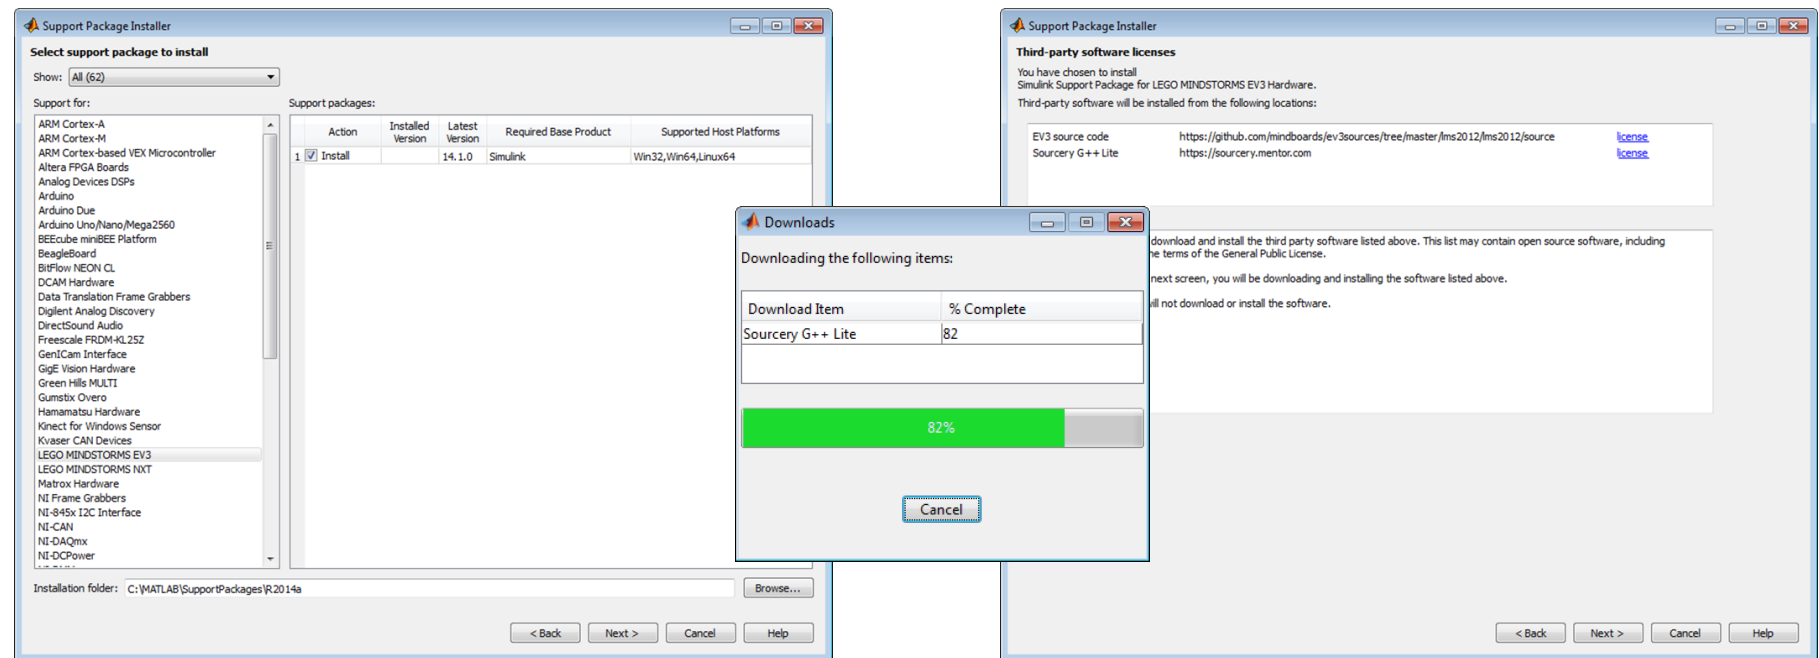 Support Package Installer
Select support package to install
Show: All (62)
Support for:
ARM Cortex-A
ARM Cortex-M
ARM Cortex-based VEX Microcontroller
Altera FPGA Boards
Analog Devices DSPs
Arduino
Arduino Due
Arduino Uno/Nano/Mega2560
BEEcube miniBEE Platform
BeagleBoard
BitFlow NEON CL
DCAM Hardware
Data Translation Frame Grabbers
Digilent Analog Discovery
DirectSound Audio
Freescale FRDM-KL25Z
GenICam Interface
GigE Vision Hardware
Green Hills MULTI
Gumstix Overo
Hamamatsu Hardware
Kinect for Windows Sensor
Kvaser CAN Devices
LEGO MINDSTORMS EV3
LEGO MINDSTORMS NXT
Matrox Hardware
NI Frame Grabbers
NI-845x I2C Interface
NI-CAN
NI-DAQmx
NI-DCPower
Support packages:
Action Installed Version Latest Version Required Base Product Supported Host Platforms
1 Install 14.1.0 Simulink Win32,Win64,Linux64
Installation folder: C:\MATLAB\SupportPackages\R2014a Browse...
< Back Next > Cancel Help
Downloads
Downloading the following items:
Download Item % Complete
Sourcery G++ Lite 82
82%
Cancel
Support Package Installer
Third-party software licenses
You have chosen to install
Simulink Support Package for LEGO MINDSTORMS EV3 Hardware.
Third-party software will be installed from the following locations:
EV3 source code https://github.com/mindboards/ev3sources/tree/master/lms2012/lms2012/source license
Sourcery G++ Lite https://sourcery.mentor.com license
download and install the third party software listed above. This list may contain open source software, including
the terms of the General Public License.
next screen, you will be downloading and installing the software listed above.
will not download or install the software.
< Back Next > Cancel Help